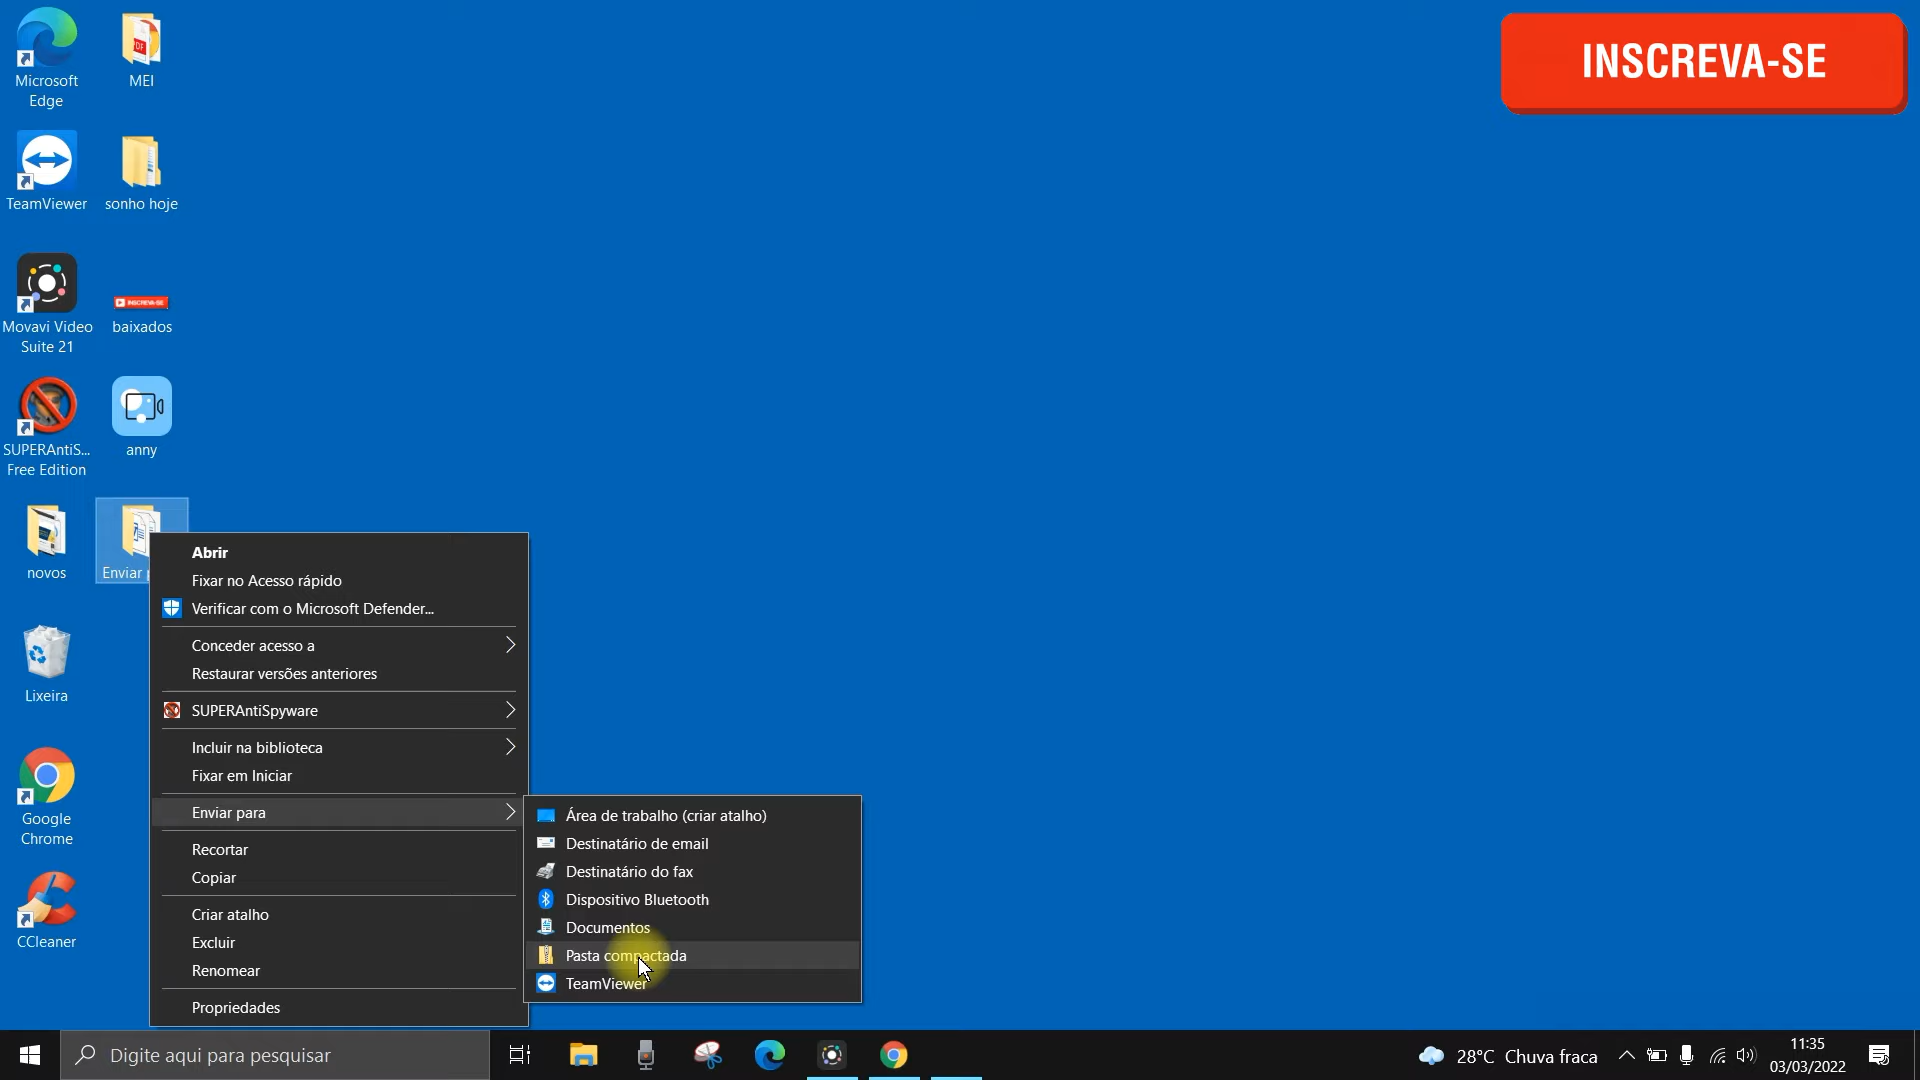 INSCREVA-SE
Microsoft
Edge
MEI
TeamViewer
sonho hoje
Movavi Video
Suite 21
INSCREVA-SE
baixados
SUPERAntiS...
Free Edition
anny
novos
Enviar
Lixeira
Google
Chrome
CCleaner
Abrir
Fixar no Acesso rápido
Verificar com o Microsoft Defender...
Conceder acesso a
Restaurar versões anteriores
SUPERAntiSpyware
Incluir na biblioteca
Fixar em Iniciar
Enviar para
Recortar
Copiar
Criar atalho
Excluir
Renomear
Propriedades
Área de trabalho (criar atalho)
Destinatário de email
Destinatário do fax
Dispositivo Bluetooth
Documentos
Pasta compactada
TeamViewer
Digite aqui para pesquisar
28°C Chuva fraca
11:35
03/03/2022